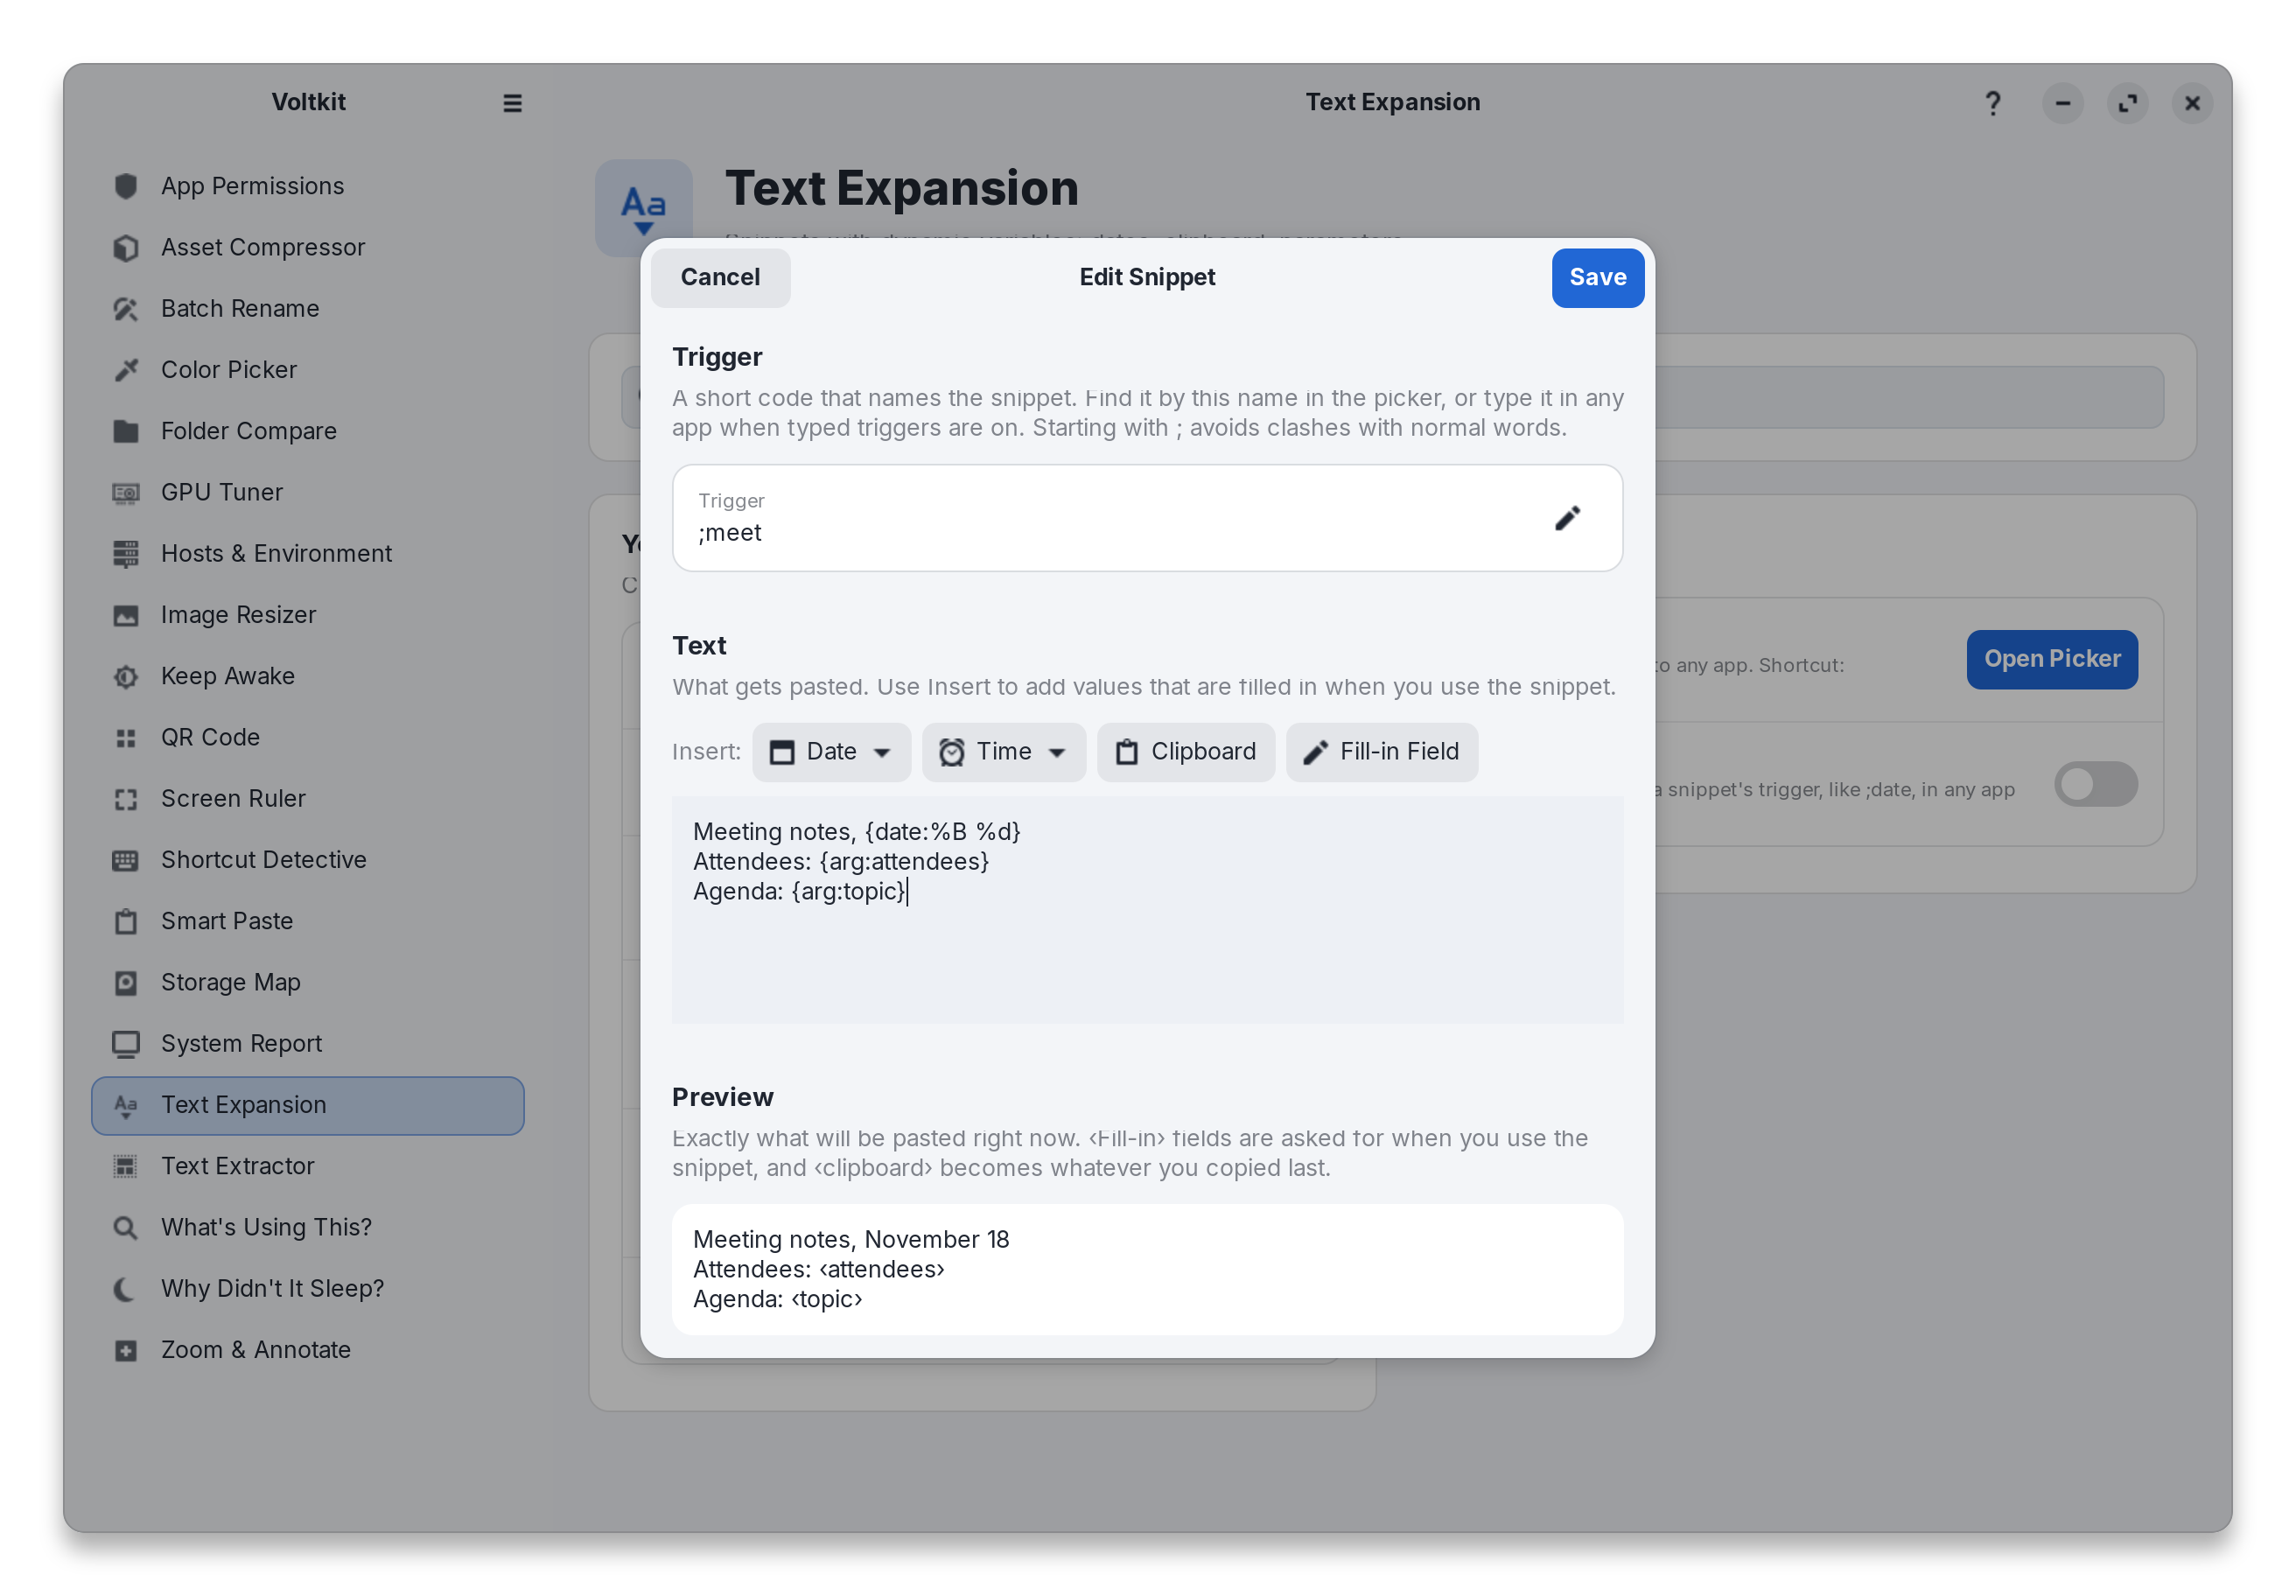 Voltkit
Text Expansion
?
App Permissions
Asset Compressor
Batch Rename
Color Picker
Folder Compare
GPU Tuner
Hosts & Environment
Image Resizer
Keep Awake
QR Code
Screen Ruler
Shortcut Detective
Smart Paste
Storage Map
System Report
Text Expansion
Text Extractor
What's Using This?
Why Didn't It Sleep?
Zoom & Annotate
Aa
Text Expansion
Cancel
Edit Snippet
Save
Trigger
A short code that names the snippet. Find it by this name in the picker, or type it in any
app when typed triggers are on. Starting with ; avoids clashes with normal words.
Trigger
;meet
Text
What gets pasted. Use Insert to add values that are filled in when you use the snippet.
Insert: Date Time Clipboard Fill-in Field
Meeting notes, {date:%B %d}
Attendees: {arg:attendees}
Agenda: {arg:topic}
Preview
Exactly what will be pasted right now. ‹Fill-in› fields are asked for when you use the
snippet, and ‹clipboard› becomes whatever you copied last.
Meeting notes, November 18
Attendees: ‹attendees›
Agenda: ‹topic›
to any app. Shortcut:
Open Picker
a snippet's trigger, like ;date, in any app